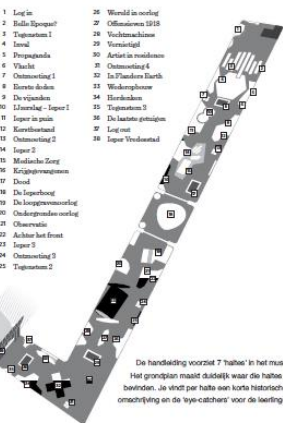 1 Log in
2 Belle Epoque?
3 Tegensteen 1
4 Inval
5 Propaganda
6 Vlucht
7 Ontmoeting 1
8 Eerste doden
9 De vijanden
10 IJzerslag – Ieper 1
11 Ieper in puin
12 Kerstbestand
13 Ontmoeting 2
14 Ieper 2
15 Medische Zorg
16 Krijgsgevangenen
17 Dood
18 De Ieperboog
19 De loopgravenoorlog
20 Ondergrondse oorlog
21 Observatie
22 Achter het front
23 Ieper 3
24 Ontmoeting 3
25 Tegensteem 2
26 Wereld in oorlog
27 Offensieven 1918
28 Vechtmachines
29 Vernietigd
30 Artist in residence
31 Ontmoeting 4
32 In Flanders Earth
33 Wederopbouw
34 Herdenken
35 Tegensteem 3
36 De laatste getuigen
37 Log out
38 Ieper Vredesstad
De handleiding voorziet 7 'haltes' in het mus
Het grondplan maakt duidelijk waar die haltes
bevinden. Je vindt per halte een korte historisch
omschrijving en de 'eye-catchers' voor de leerling